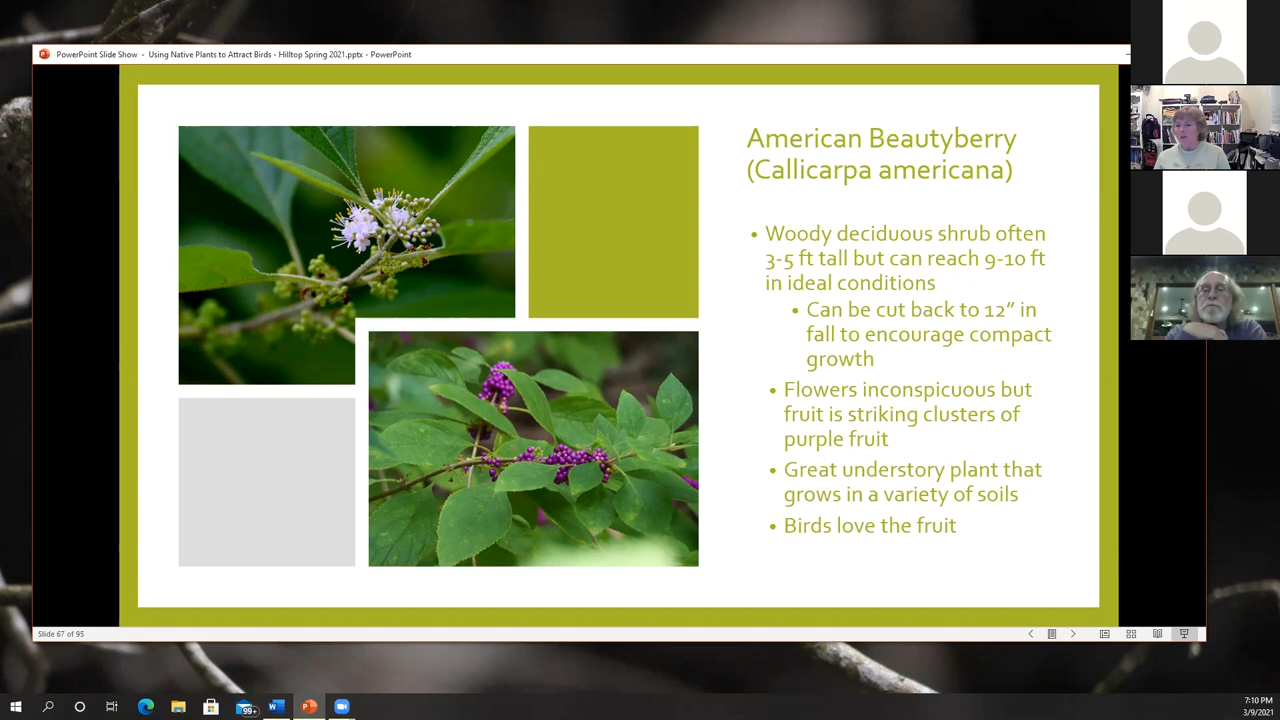 PowerPoint Slide Show - Using Native Plants to Attract Birds - Hilltop Spring 2021.pptx - PowerPoint
American Beautyberry
(Callicarpa americana)
• Woody deciduous shrub often
3-5 ft tall but can reach 9-10 ft
in ideal conditions
• Can be cut back to 12” in
fall to encourage compact
growth
• Flowers inconspicuous but
fruit is striking clusters of
purple fruit
• Great understory plant that
grows in a variety of soils
• Birds love the fruit
Slide 67 of 95
99+
7:10 PM
3/9/2021